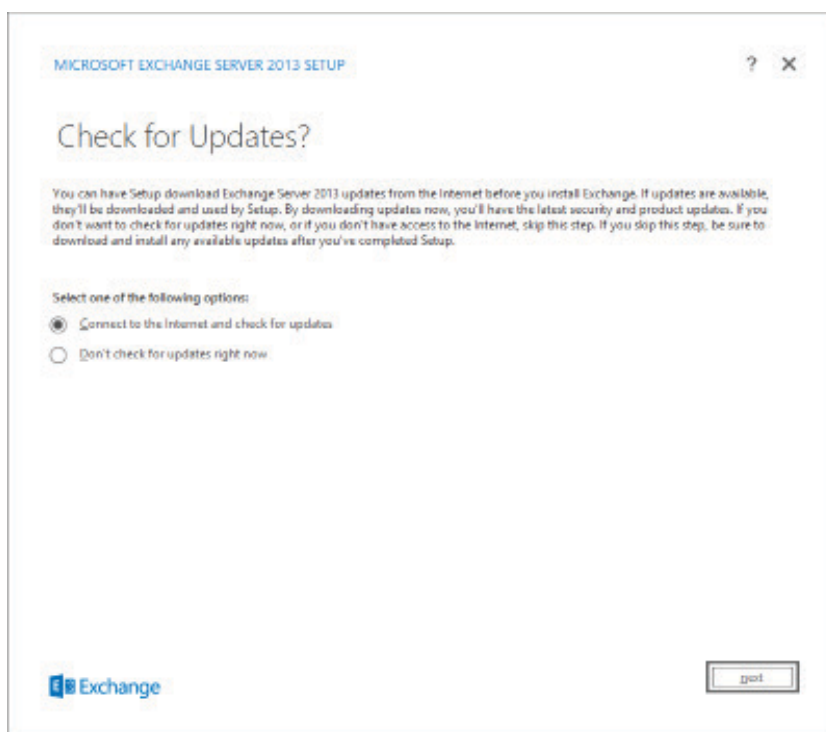 MICROSOFT EXCHANGE SERVER 2013 SETUP
? ✕
Check for Updates?
You can have Setup download Exchange Server 2013 updates from the Internet before you install Exchange. If updates are available,
they'll be downloaded and used by Setup. By downloading updates now, you'll have the latest security and product updates. If you
don't want to check for updates right now, or if you don't have access to the Internet, skip this step. If you skip this step, be sure to
download and install any available updates after you've completed Setup.
Select one of the following options:
Connect to the Internet and check for updates
Don't check for updates right now
Exchange
next